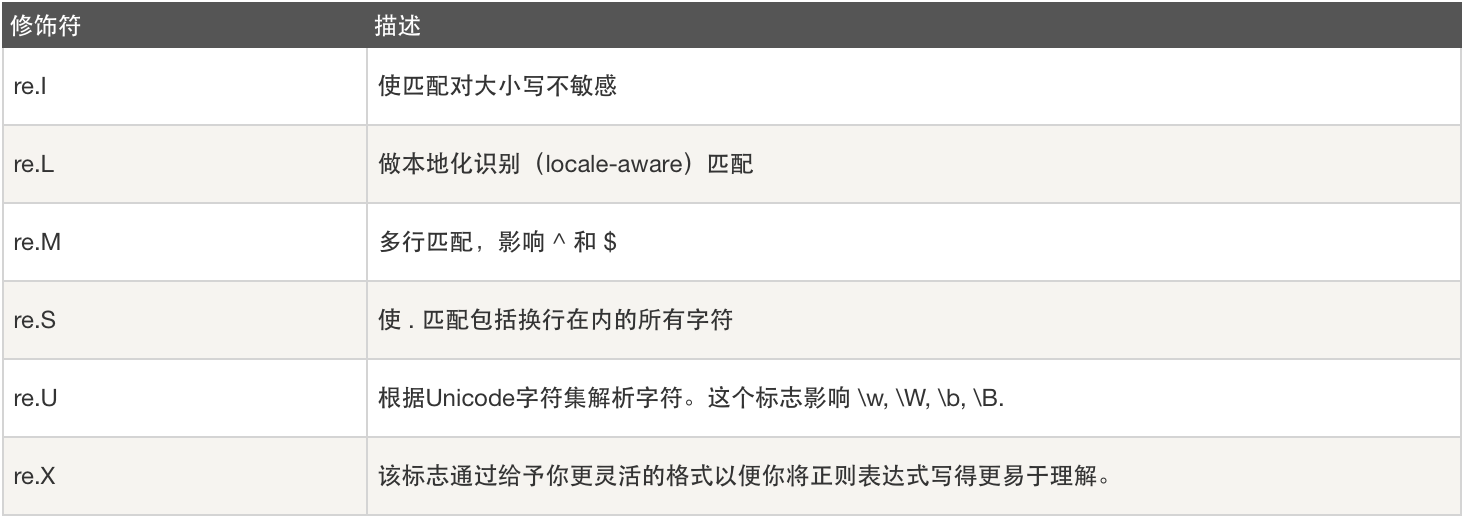 修饰符 描述
re.I 使匹配对大小写不敏感
re.L 做本地化识别（locale-aware）匹配
re.M 多行匹配，影响 ^ 和 $
re.S 使 . 匹配包括换行在内的所有字符
re.U 根据Unicode字符集解析字符。这个标志影响 \w, \W, \b, \B.
re.X 该标志通过给予你更灵活的格式以便你将正则表达式写得更易于理解。